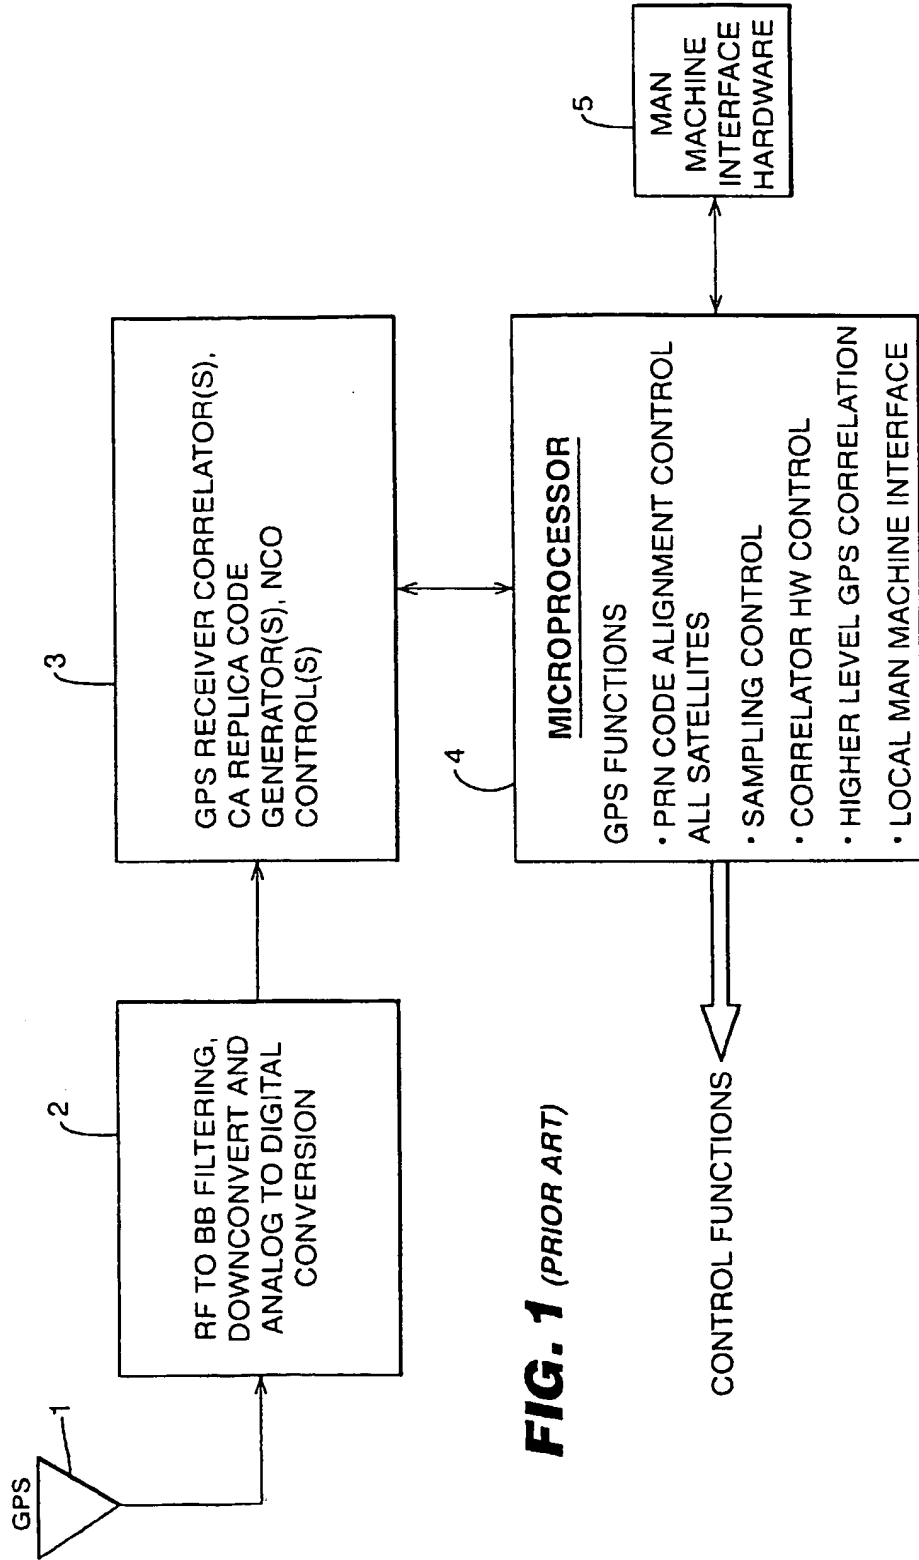 GPS
1
2
RF TO BB FILTERING,
DOWNCONVERT AND
ANALOG TO DIGITAL
CONVERSION
3
GPS RECEIVER CORRELATOR(S),
CA REPLICA CODE
GENERATOR(S), NCO
CONTROL(S)
4
MICROPROCESSOR
GPS FUNCTIONS
• PRN CODE ALIGNMENT CONTROL
ALL SATELLITES
• SAMPLING CONTROL
• CORRELATOR HW CONTROL
• HIGHER LEVEL GPS CORRELATION
• LOCAL MAN MACHINE INTERFACE
5
MAN
MACHINE
INTERFACE
HARDWARE
CONTROL FUNCTIONS
FIG. 1 (PRIOR ART)